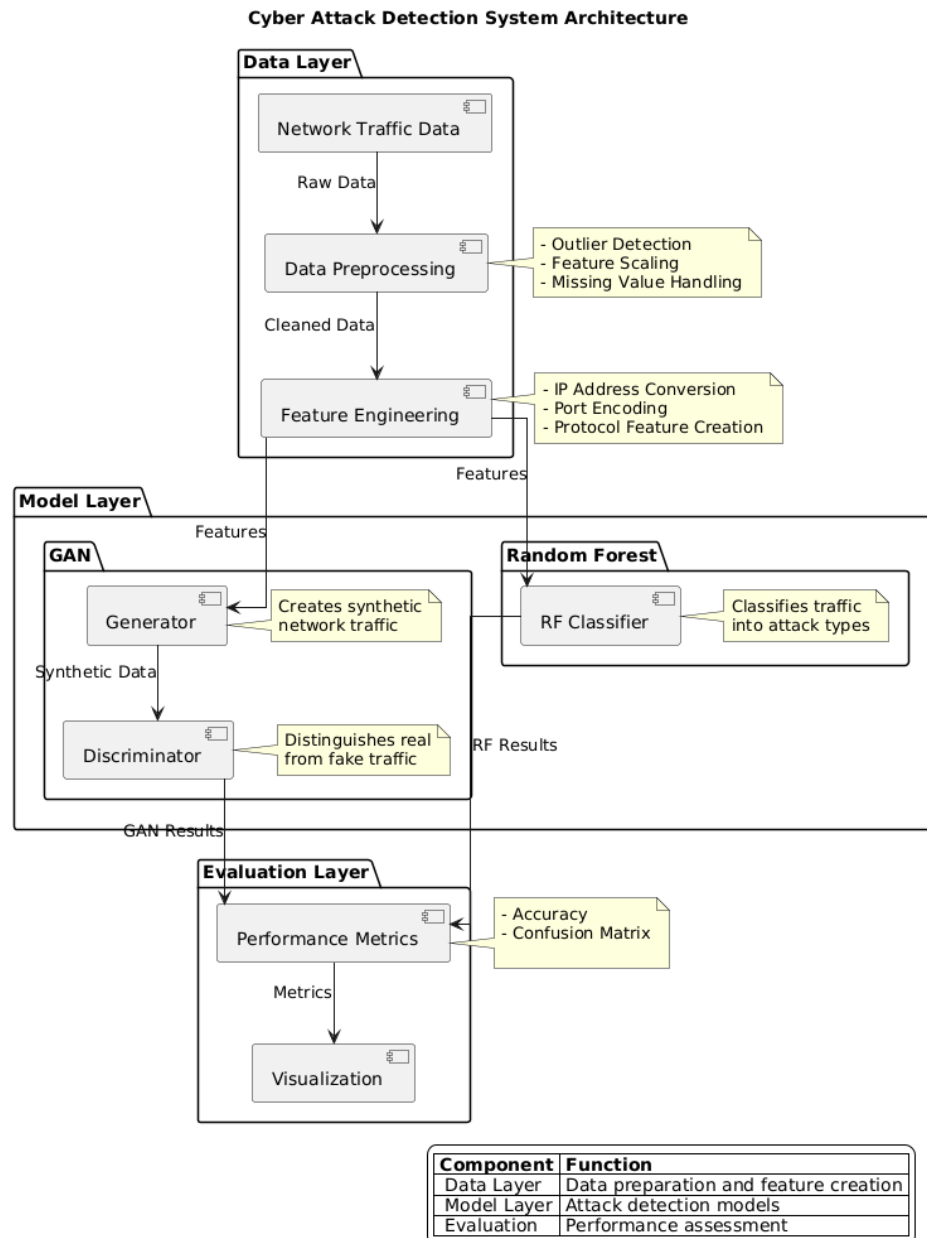 Cyber Attack Detection System Architecture
Data Layer
Network Traffic Data
Raw Data
Data Preprocessing
- Outlier Detection
- Feature Scaling
- Missing Value Handling
Cleaned Data
Feature Engineering
- IP Address Conversion
- Port Encoding
- Protocol Feature Creation
Features
Model Layer
Features
GAN
Random Forest
Generator
Creates synthetic
network traffic
RF Classifier
Classifies traffic
into attack types
Synthetic Data
Discriminator
Distinguishes real
from fake traffic
RF Results
GAN Results
Evaluation Layer
Performance Metrics
- Accuracy
- Confusion Matrix
Metrics
Visualization
Component Function
Data Layer Data preparation and feature creation
Model Layer Attack detection models
Evaluation Performance assessment